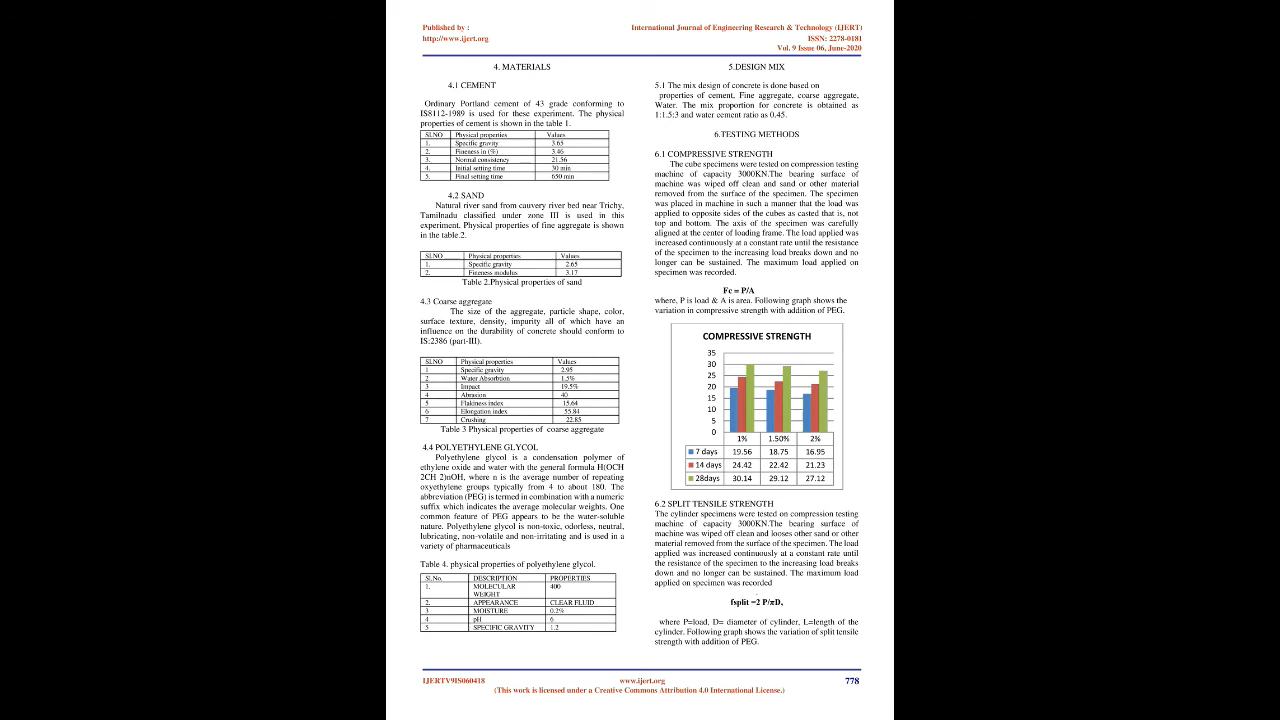 Published by :
http://www.ijert.org
International Journal of Engineering Research & Technology (IJERT)
ISSN: 2278-0181
Vol. 9 Issue 06, June-2020
4. MATERIALS
4.1 CEMENT
Ordinary Portland cement of 43 grade conforming to
IS8112-1989 is used for these experiment. The physical
properties of cement is shown in the table 1.
Sl.NO Physical properties Values
1. Specific gravity 3.65
2. Fineness in (%) 3.46
3. Normal consistency 21.56
4. Initial setting time 30 min
5. Final setting time 650 min
4.2 SAND
Natural river sand from cauvery river bed near Trichy,
Tamilnadu classified under zone III is used in this
experiment. Physical properties of fine aggregate is shown
in the table.2.
Sl.NO Physical properties Values
1. Specific gravity 2.65
2. Fineness modulus 3.17
Table 2.Physical properties of sand
4.3 Coarse aggregate
The size of the aggregate, particle shape, color,
surface texture, density, impurity all of which have an
influence on the durability of concrete should conform to
IS:2386 (part-III).
Sl.NO Physical properties Values
1 Specific gravity 2.95
2 Water Absorbtion 1.5%
3 Impact 19.5%
4 Abrasion 40
5 Flakiness index 15.64
6 Elongation index 55.84
7 Crushing 22.85
Table 3 Physical properties of coarse aggregate
4.4 POLYETHYLENE GLYCOL
Polyethylene glycol is a condensation polymer of
ethylene oxide and water with the general formula H(OCH
2CH 2)nOH, where n is the average number of repeating
oxyethylene groups typically from 4 to about 180. The
abbreviation (PEG) is termed in combination with a numeric
suffix which indicates the average molecular weights. One
common feature of PEG appears to be the water-soluble
nature. Polyethylene glycol is non-toxic, odorless, neutral,
lubricating, non-volatile and non-irritating and is used in a
variety of pharmaceuticals
Table 4. physical properties of polyethylene glycol.
Sl.No. DESCRIPTION PROPERTIES
1. MOLECULAR WEIGHT 400
2. APPEARANCE CLEAR FLUID
3 MOISTURE 0.2%
4 pH 6
5 SPECIFIC GRAVITY 1.2
5.DESIGN MIX
5.1 The mix design of concrete is done based on
properties of cement, Fine aggregate, coarse aggregate,
Water. The mix proportion for concrete is obtained as
1:1.5:3 and water cement ratio as 0.45.
6.TESTING METHODS
6.1 COMPRESSIVE STRENGTH
The cube specimens were tested on compression testing
machine of capacity 3000KN.The bearing surface of
machine was wiped off clean and sand or other material
removed from the surface of the specimen. The specimen
was placed in machine in such a manner that the load was
applied to opposite sides of the cubes as casted that is, not
top and bottom. The axis of the specimen was carefully
aligned at the center of loading frame. The load applied was
increased continuously at a constant rate until the resistance
of the specimen to the increasing load breaks down and no
longer can be sustained. The maximum load applied on
specimen was recorded.
Fc = P/A
where, P is load & A is area. Following graph shows the
variation in compressive strength with addition of PEG.
COMPRESSIVE STRENGTH
35
30
25
20
15
10
5
0
1% 1.50% 2%
7 days 19.56 18.75 16.95
14 days 24.42 22.42 21.23
28days 30.14 29.12 27.12
6.2 SPLIT TENSILE STRENGTH
The cylinder specimens were tested on compression testing
machine of capacity 3000KN.The bearing surface of
machine was wiped off clean and looses other sand or other
material removed from the surface of the specimen. The load
applied was increased continuously at a constant rate until
the resistance of the specimen to the increasing load breaks
down and no longer can be sustained. The maximum load
applied on specimen was recorded
.
fsplit =2 P/πD,
where P=load, D= diameter of cylinder, L=length of the
cylinder. Following graph shows the variation of split tensile
strength with addition of PEG.
IJERTV9IS060418
www.ijert.org
778
(This work is licensed under a Creative Commons Attribution 4.0 International License.)